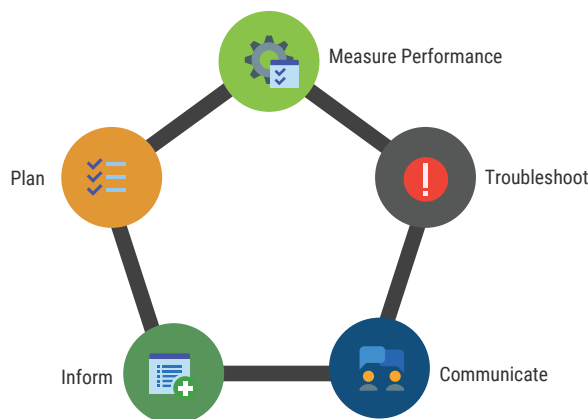 Measure Performance
Plan
Troubleshoot
Inform
Communicate